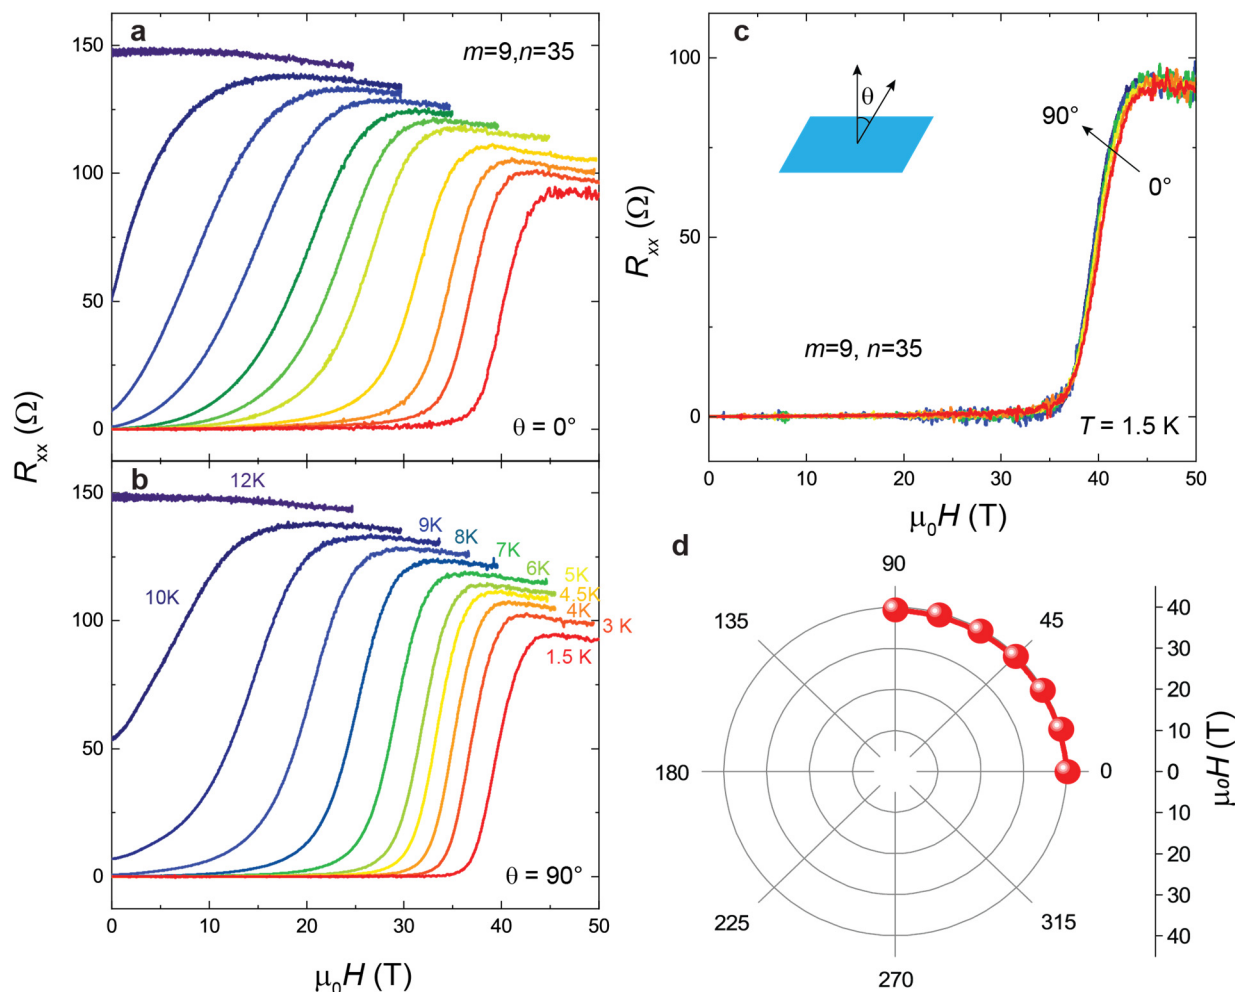 a
m=9,n=35
150
100
50
0
θ = 0°
Rxx (Ω)
b
150
100
50
0
12K
10K
9K
8K
7K
6K
5K
4.5K
4K
3 K
1.5 K
θ = 90°
0 10 20 30 40 50
μ0H (T)
c
100
50
0
Rxx (Ω)
θ
90°
0°
m=9, n=35
T = 1.5 K
0 10 20 30 40 50
μ0H (T)
d
90
135
45
180
0
225
315
270
40
30
20
10
0
10
20
30
40
μ0H (T)